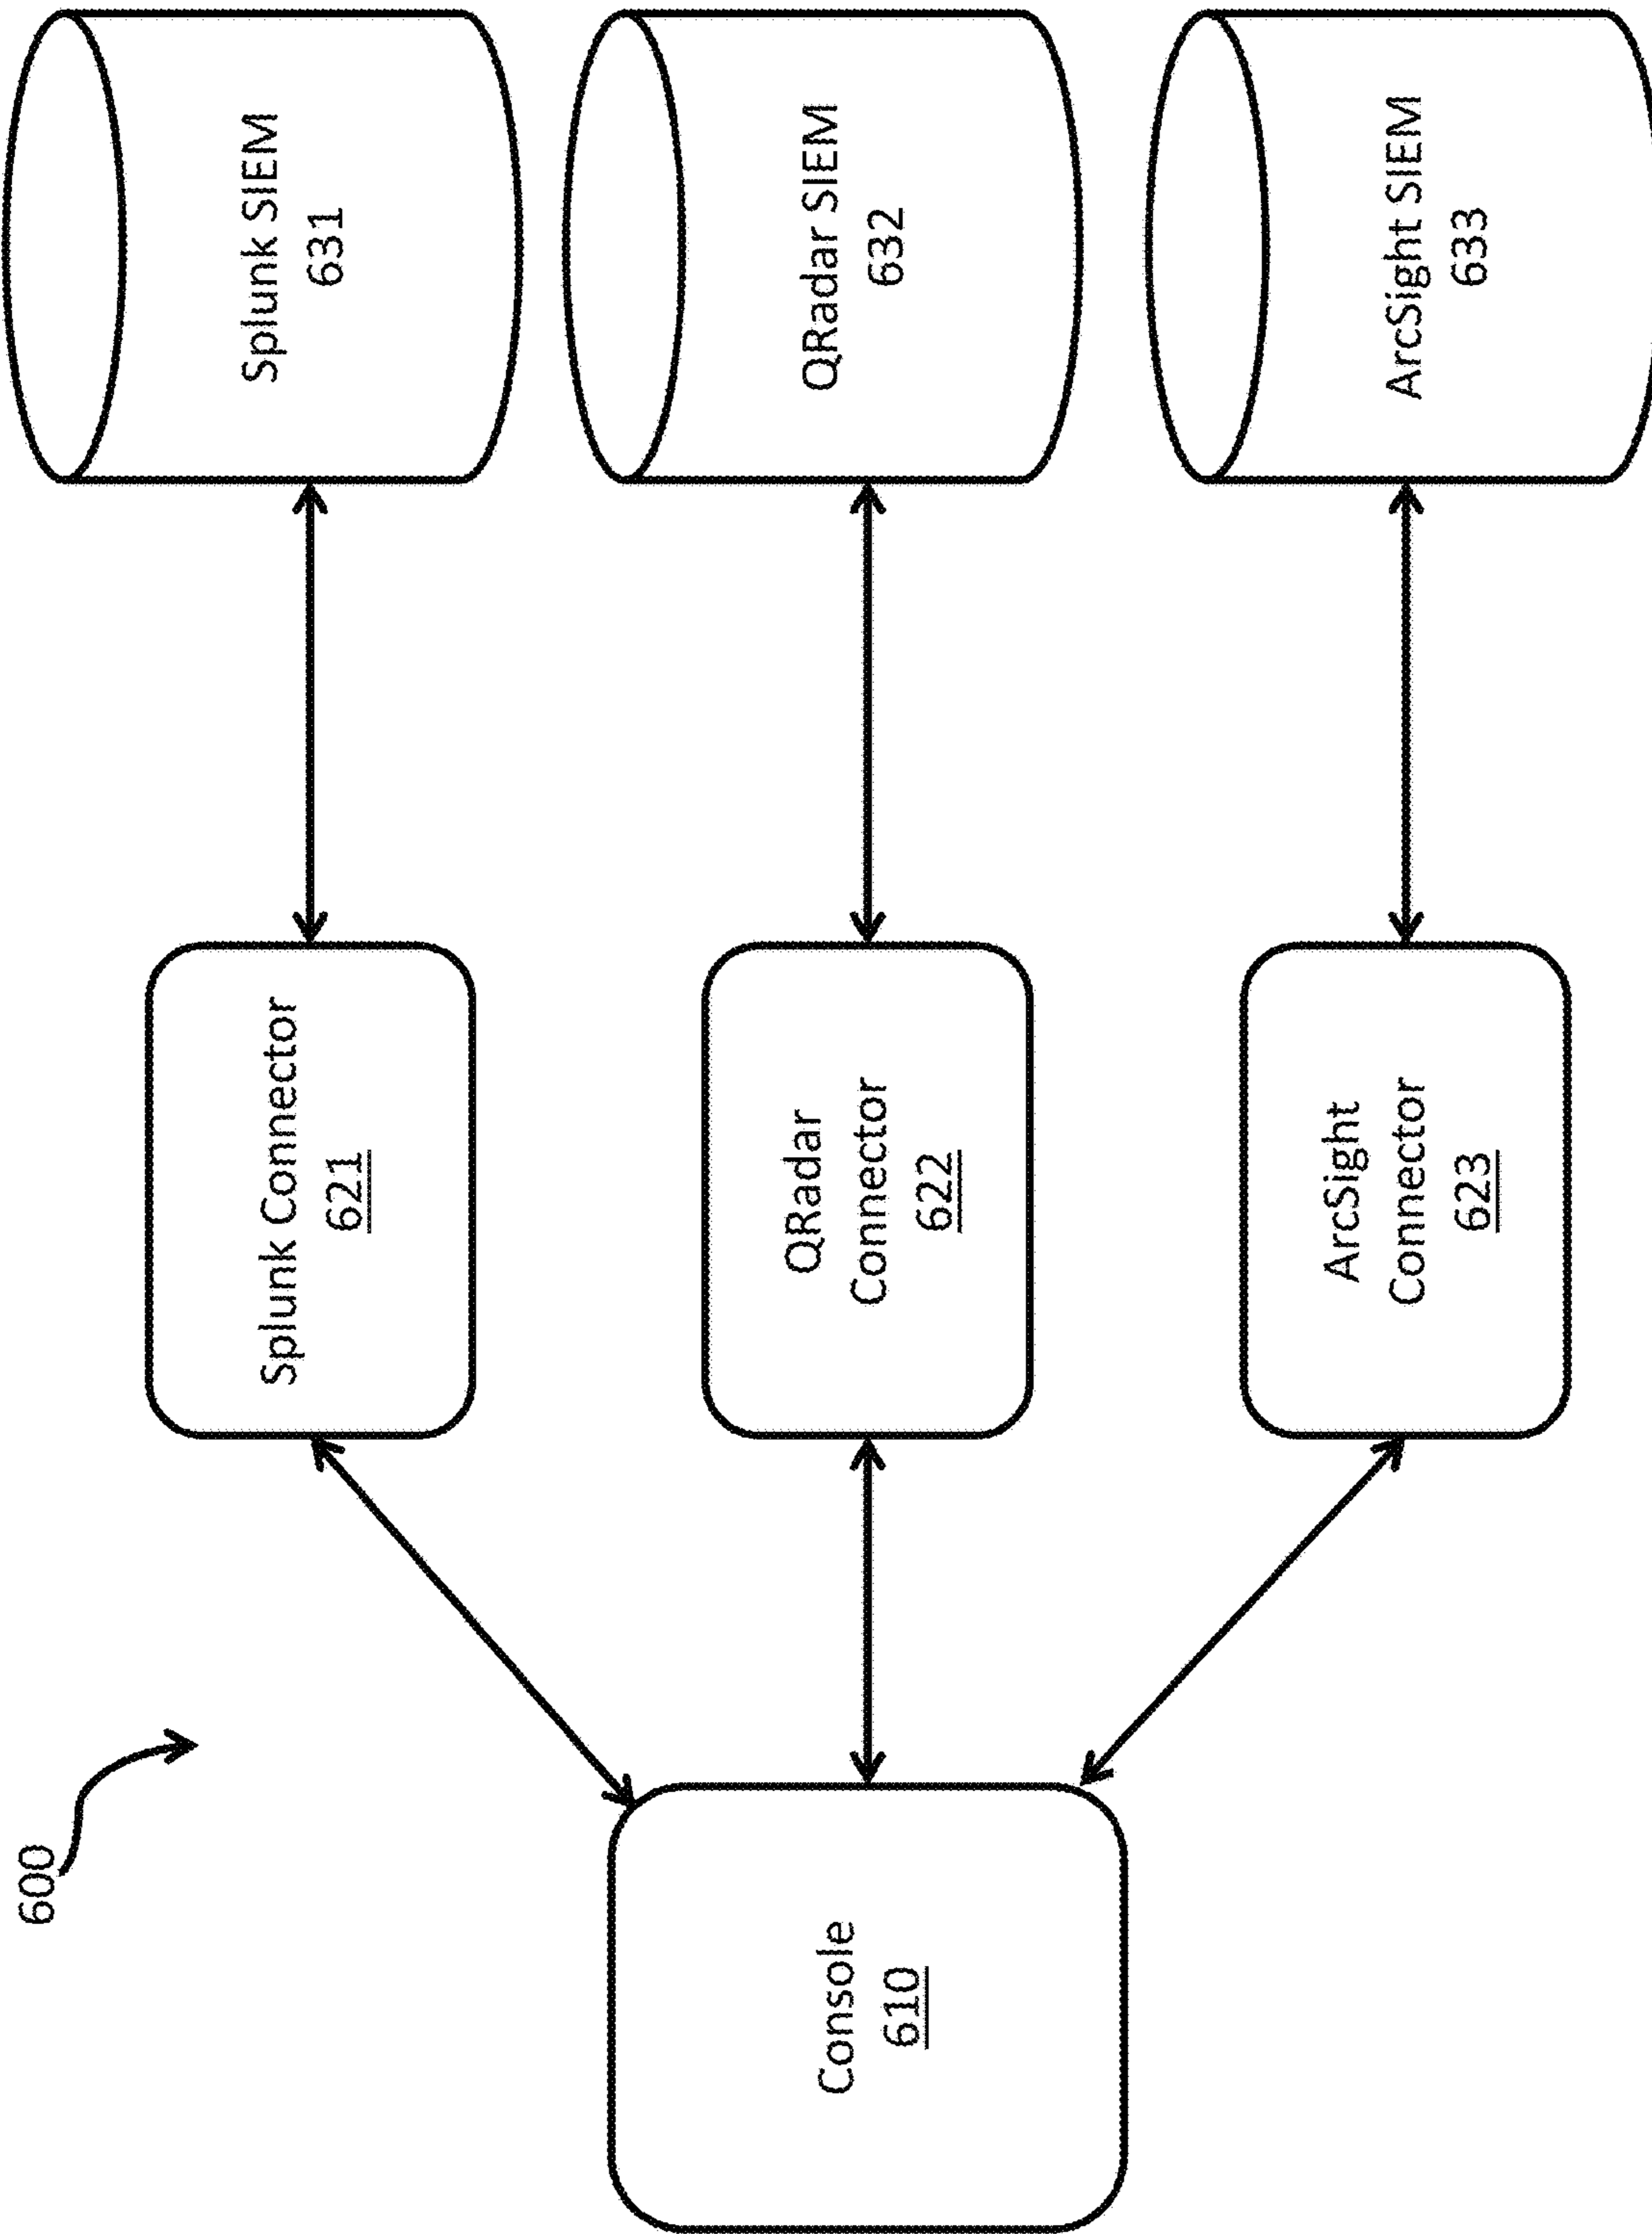 600
Console
610
Splunk Connector
621
QRadar
Connector
622
ArcSight
Connector
623
Splunk SIEM
631
QRadar SIEM
632
ArcSight SIEM
633